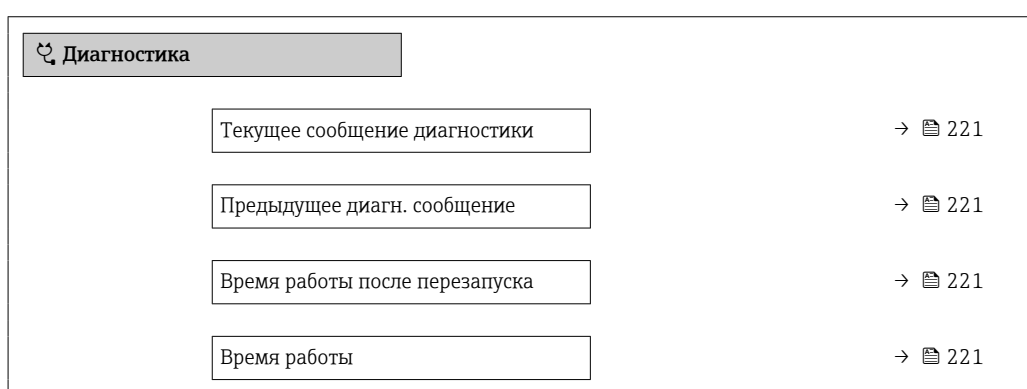 Диагностика
Текущее сообщение диагностики → 221
Предыдущее диагн. сообщение → 221
Время работы после перезапуска → 221
Время работы → 221